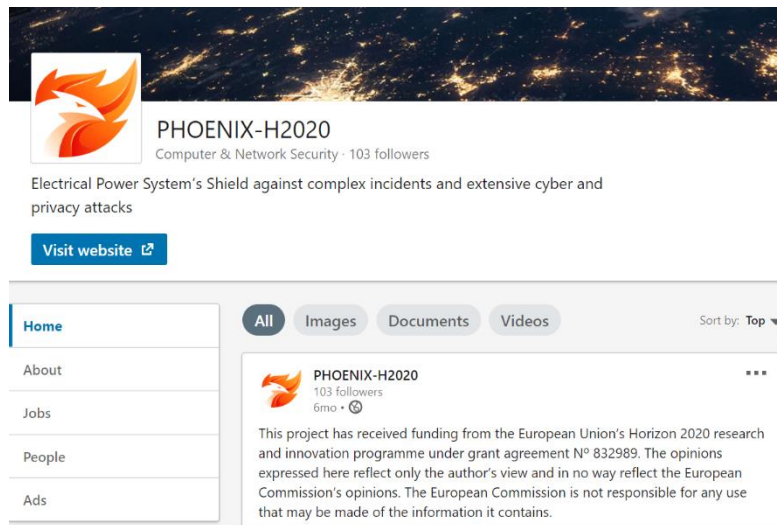 PHOENIX-H2020
Computer & Network Security · 103 followers
Electrical Power System's Shield against complex incidents and extensive cyber and
privacy attacks
Visit website
Home
About
Jobs
People
Ads
All Images Documents Videos Sort by: Top
PHOENIX-H2020
103 followers
6mo •
This project has received funding from the European Union's Horizon 2020 research
and innovation programme under grant agreement Nº 832989. The opinions
expressed here reflect only the author's view and in no way reflect the European
Commission's opinions. The European Commission is not responsible for any use
that may be made of the information it contains.